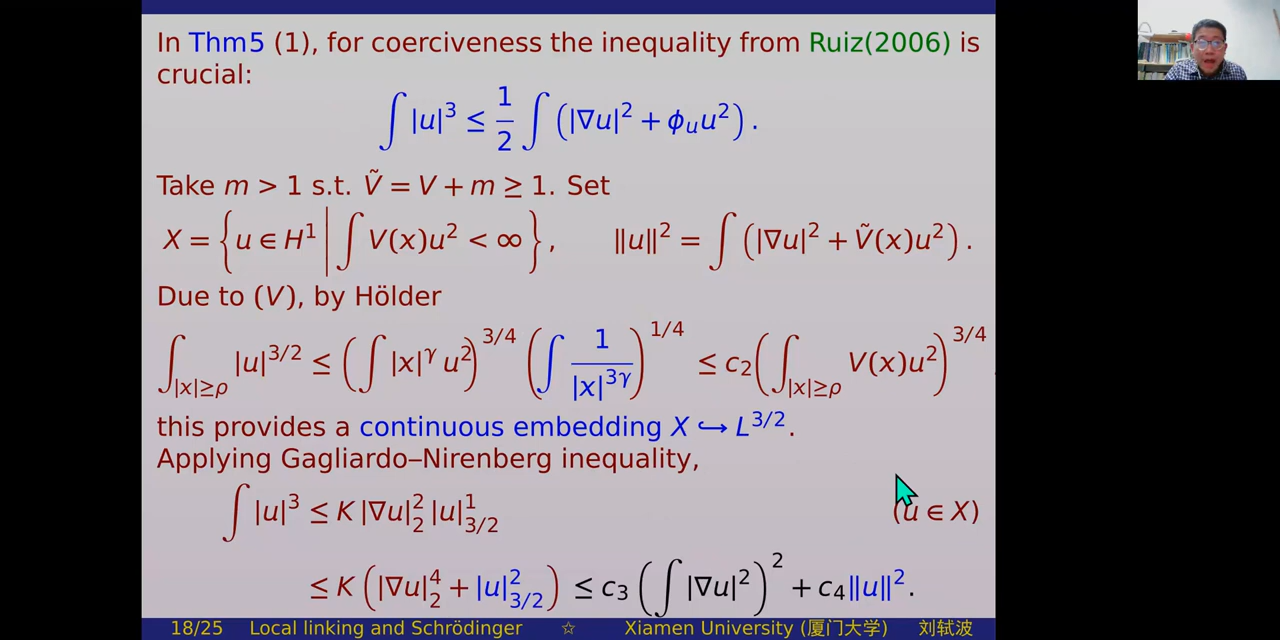 In Thm5 (1), for coerciveness the inequality from Ruiz(2006) is
crucial:
∫ |u|³ ≤ 1/2 ∫ (|∇u|² + ϕᵤu²) .
Take m > 1 s.t. Ṽ = V + m ≥ 1. Set
X = { u ∈ H¹ | ∫ V(x)u² < ∞ } , ‖u‖² = ∫ (|∇u|² + Ṽ(x)u²) .
Due to (V), by Hölder
∫_{|x|≥ρ} |u|^{3/2} ≤ (∫ |x|^γ u²)^{3/4} (∫ 1/|x|^{3γ})^{1/4} ≤ c₂(∫_{|x|≥ρ} V(x)u²)^{3/4}
this provides a continuous embedding X ↪ L^{3/2}.
Applying Gagliardo–Nirenberg inequality,
∫ |u|³ ≤ K |∇u|₂² |u|¹_{3/2} (u ∈ X)
≤ K (|∇u|₂⁴ + |u|²_{3/2}) ≤ c₃ (∫ |∇u|²)² + c₄‖u‖².
18/25 Local linking and Schrödinger ☆ Xiamen University (厦门大学) 刘轼波